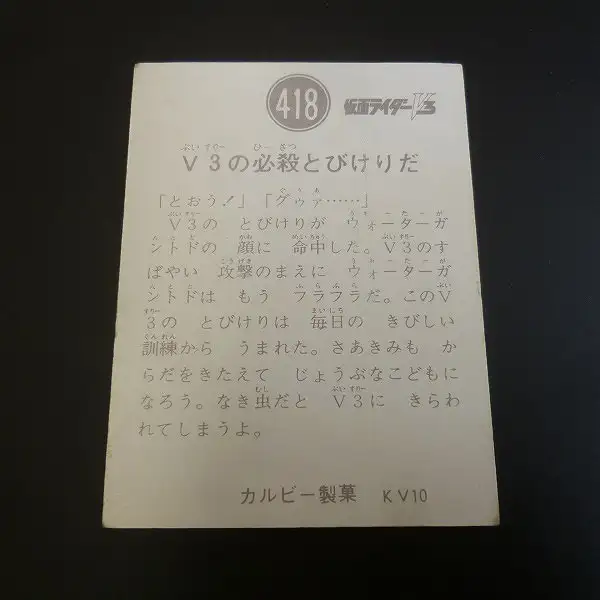 418 仮面ライダーV3
V3の必殺とびけりだ
「とおう！」「グゥァ……」
V3の とびけりが ウォーターガ
ントドの 顔に 命中した。V3のす
ばやい 攻撃のまえに ウォーターガ
ントドは もう フラフラだ。このV
3の とびけりは 毎日の きびしい
訓練から うまれた。さあきみも か
らだをきたえて じょうぶなこどもに
なろう。なき虫だと V3に きらわ
れてしまうよ。
カルビー製菓 KV10